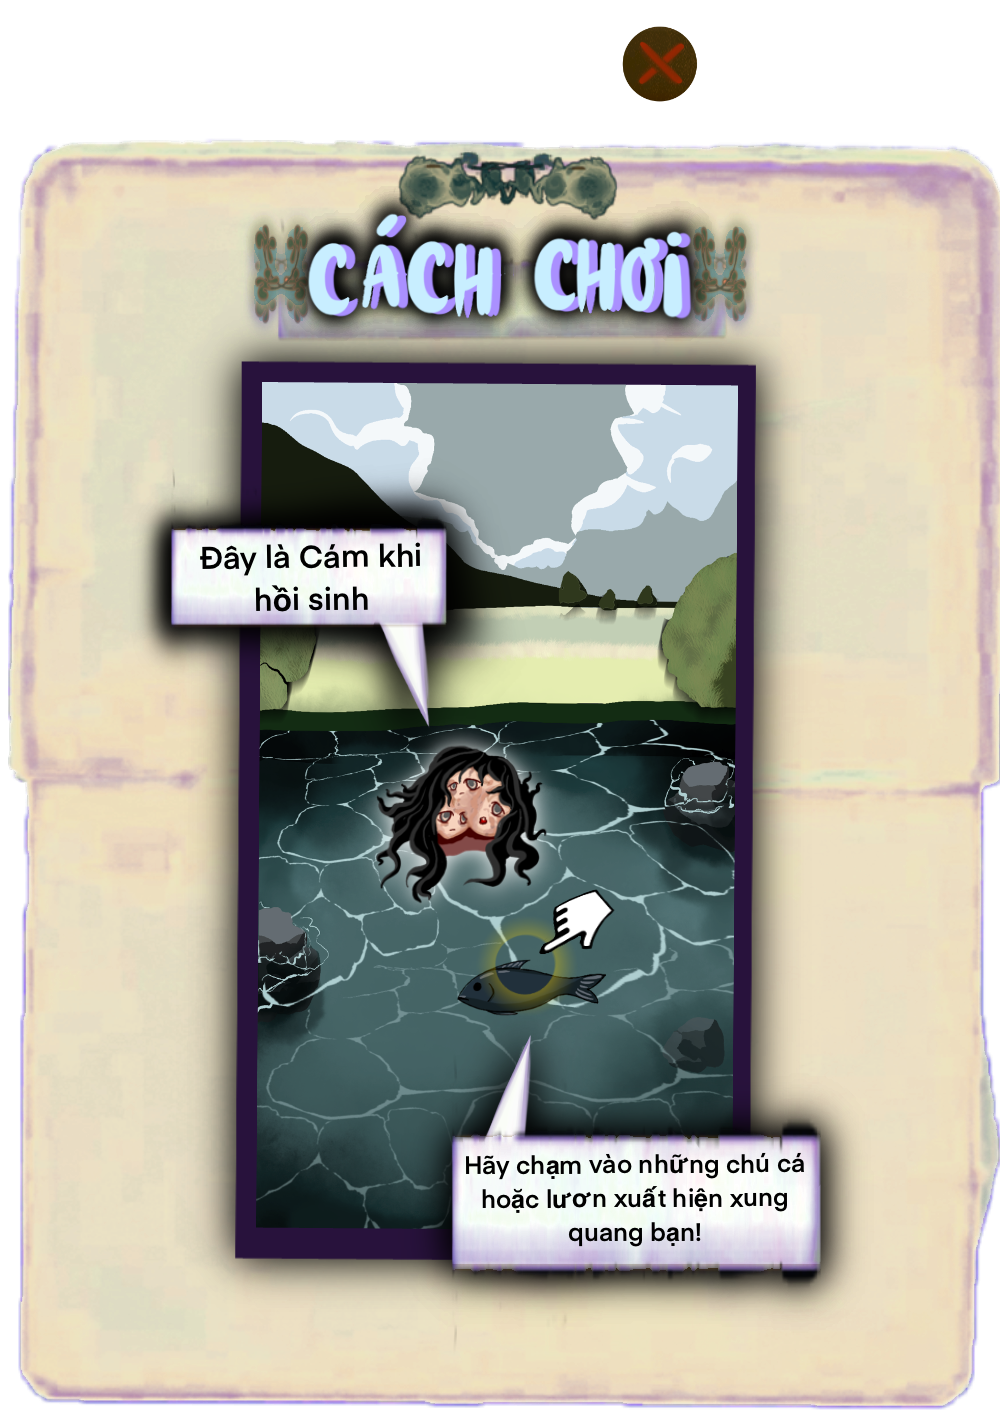 CÁCH CHƠI
Đây là Cám khi
hồi sinh
Hãy chạm vào những chú cá
hoặc lươn xuất hiện xung
quang bạn!